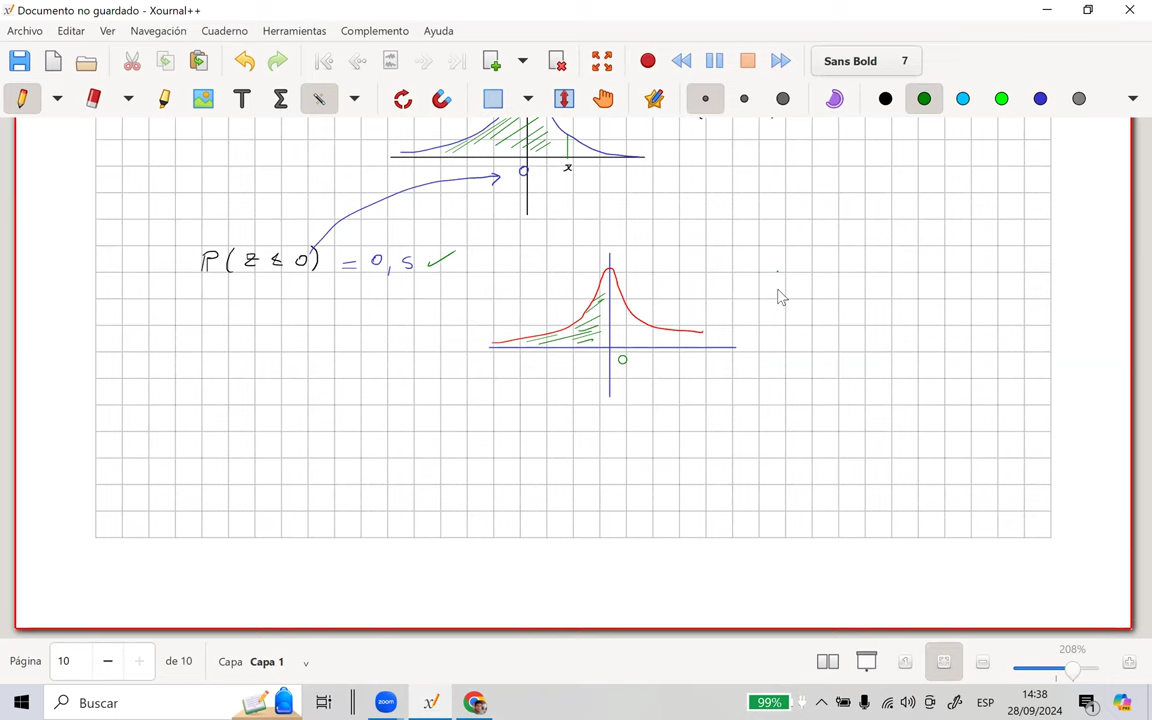 Documento no guardado - Xournal++
Archivo Editar Ver Navegación Cuaderno Herramientas Complemento Ayuda
Sans Bold 7
0 x
P(Z ≤ 0) = 0,5 ✓
0
Página 10 de 10 Capa Capa 1 208%
Buscar
zoom
99% ESP 14:38
28/09/2024